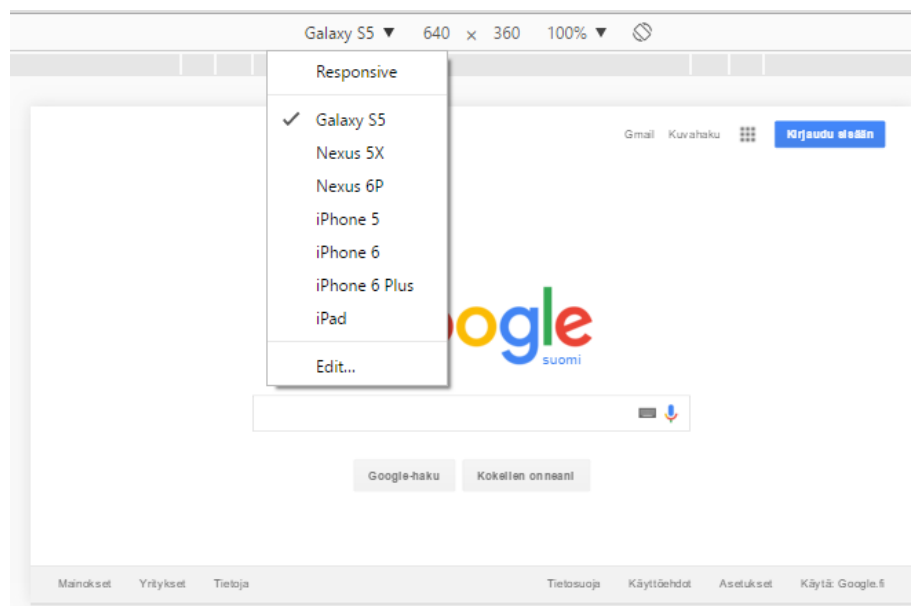 Galaxy S5 ▼ 640 × 360 100% ▼
Responsive
Galaxy S5
Nexus 5X
Nexus 6P
iPhone 5
iPhone 6
iPhone 6 Plus
iPad
Edit...
Gmail Kuvahaku Kirjaudu sisään
ogle
suomi
Google-haku Kokeilen onneani
Mainokset Yritykset Tietoja Tietosuoja Käyttöehdot Asetukset Käytä: Google.fi